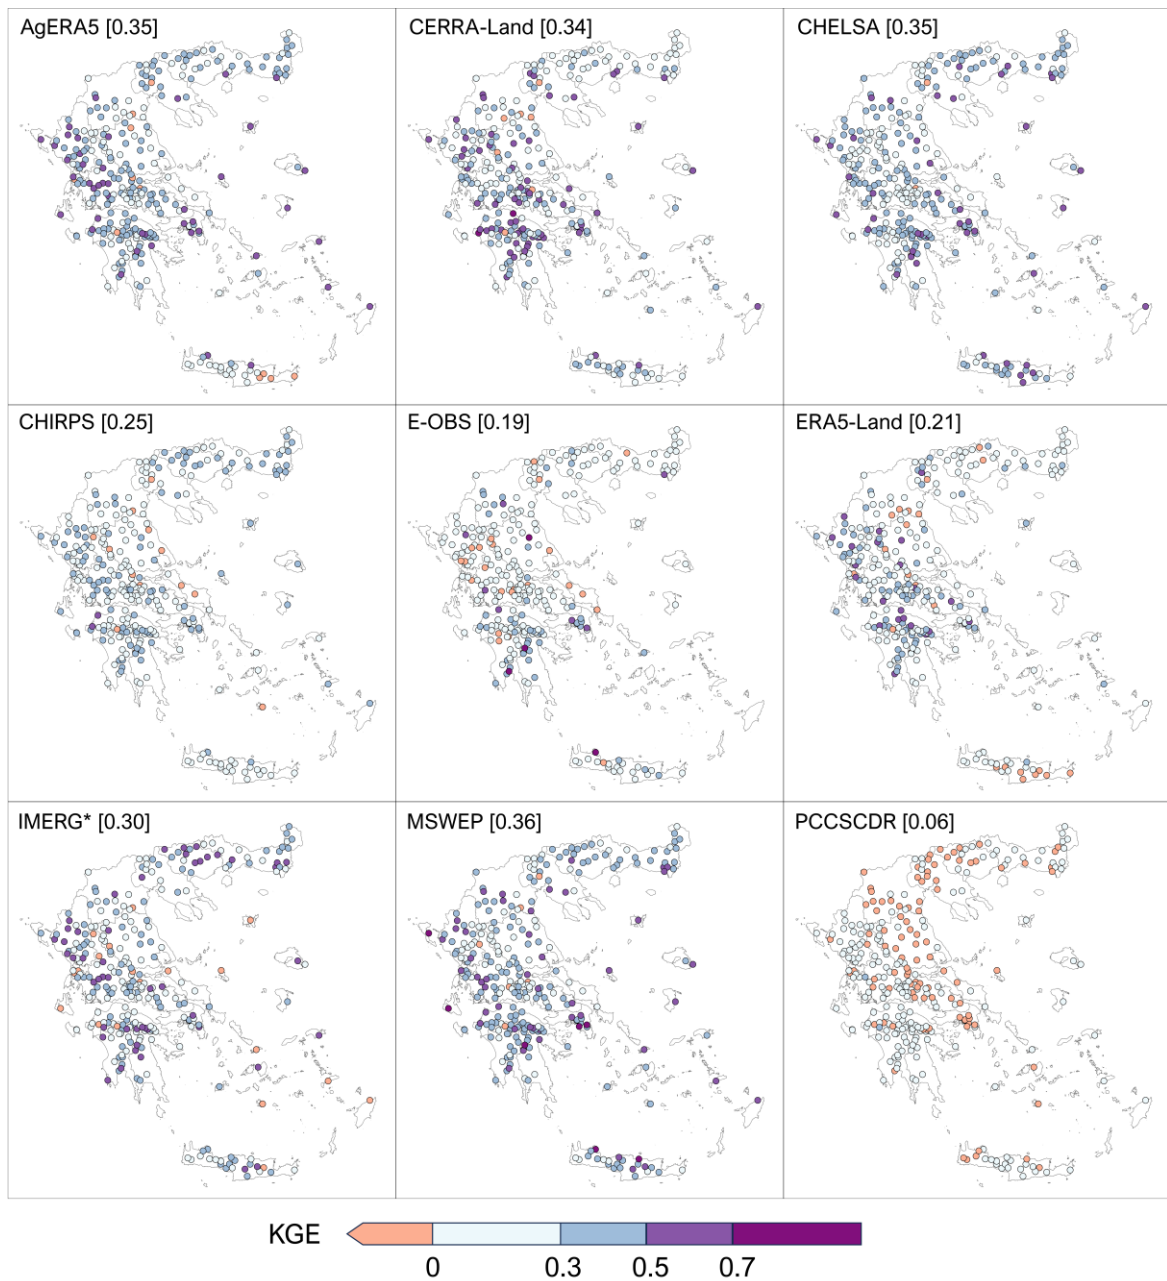 AgERA5 [0.35]
CERRA-Land [0.34]
CHELSA [0.35]
CHIRPS [0.25]
E-OBS [0.19]
ERA5-Land [0.21]
IMERG* [0.30]
MSWEP [0.36]
PCCSCDR [0.06]
KGE
0 0.3 0.5 0.7